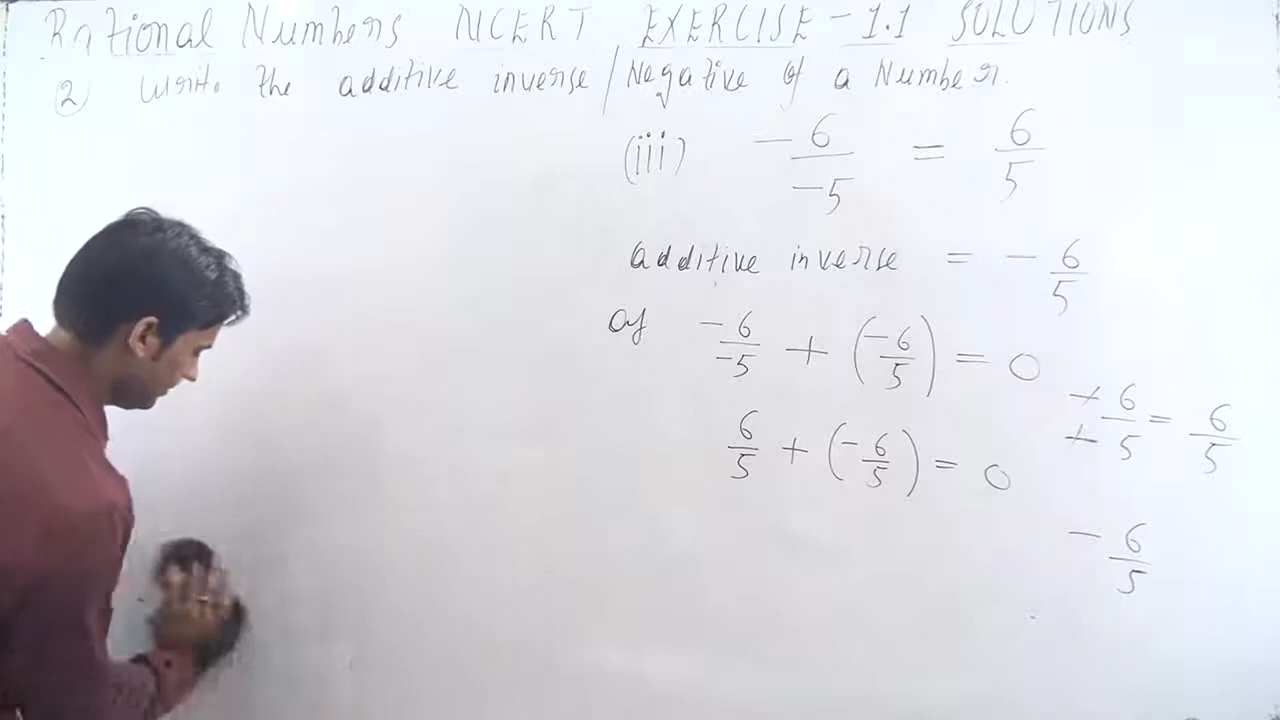 Rational Numbers NCERT EXERCISE - 1.1 SOLUTIONS
② Write the additive inverse / Negative of a Number.
(iii) -6/-5 = 6/5
additive inverse = -6/5
of -6/-5 + (-6/5) = 0
+6/+5 = 6/5
6/5 + (-6/5) = 0
-6/5